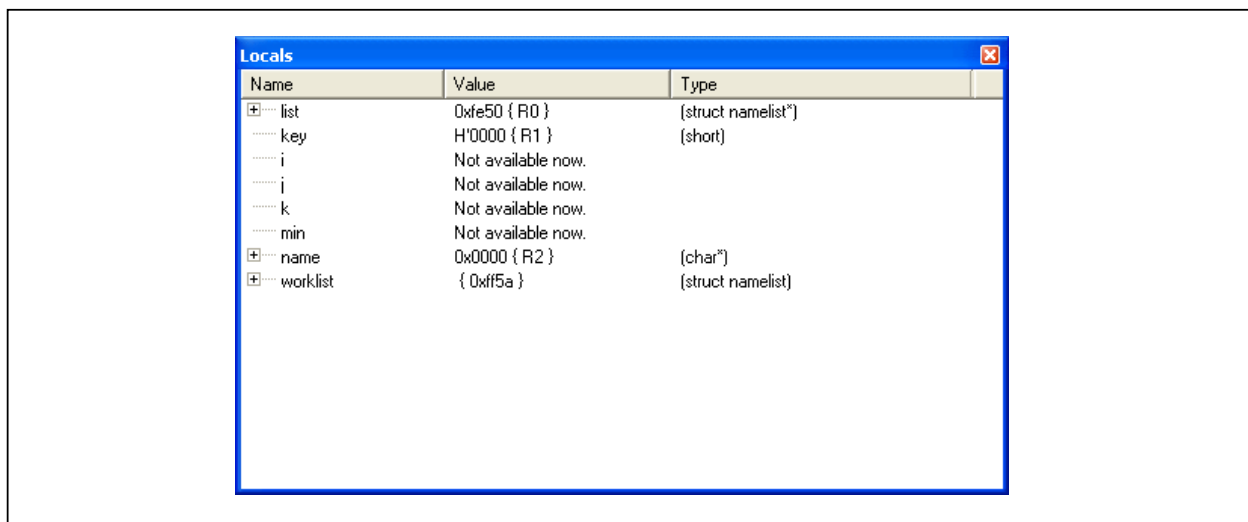 Locals
Name Value Type
list 0xfe50 { R0 } (struct namelist*)
key H'0000 { R1 } (short)
i Not available now.
j Not available now.
k Not available now.
min Not available now.
name 0x0000 { R2 } (char*)
worklist { 0xff5a } (struct namelist)